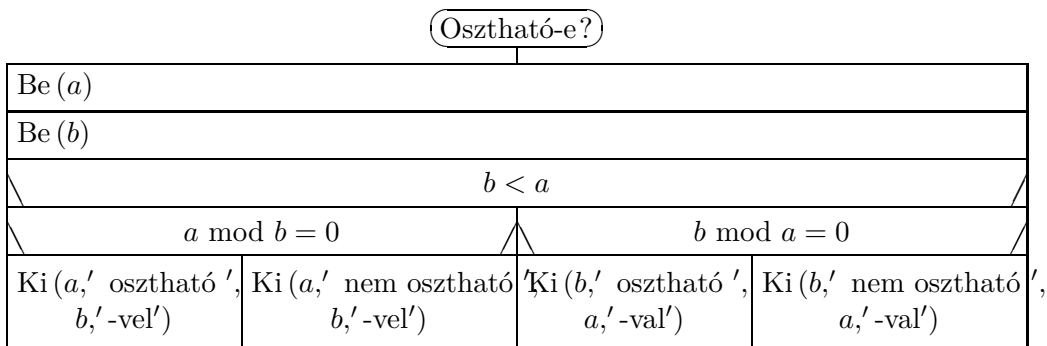 Osztható-e?
Be (a)
Be (b)
b < a
a mod b = 0
b mod a = 0
Ki (a,′ osztható ′,
b,′ -vel′)
Ki (a,′ nem osztható ′,
b,′ -vel′)
Ki (b,′ osztható ′,
a,′ -val′)
Ki (b,′ nem osztható ′,
a,′ -val′)